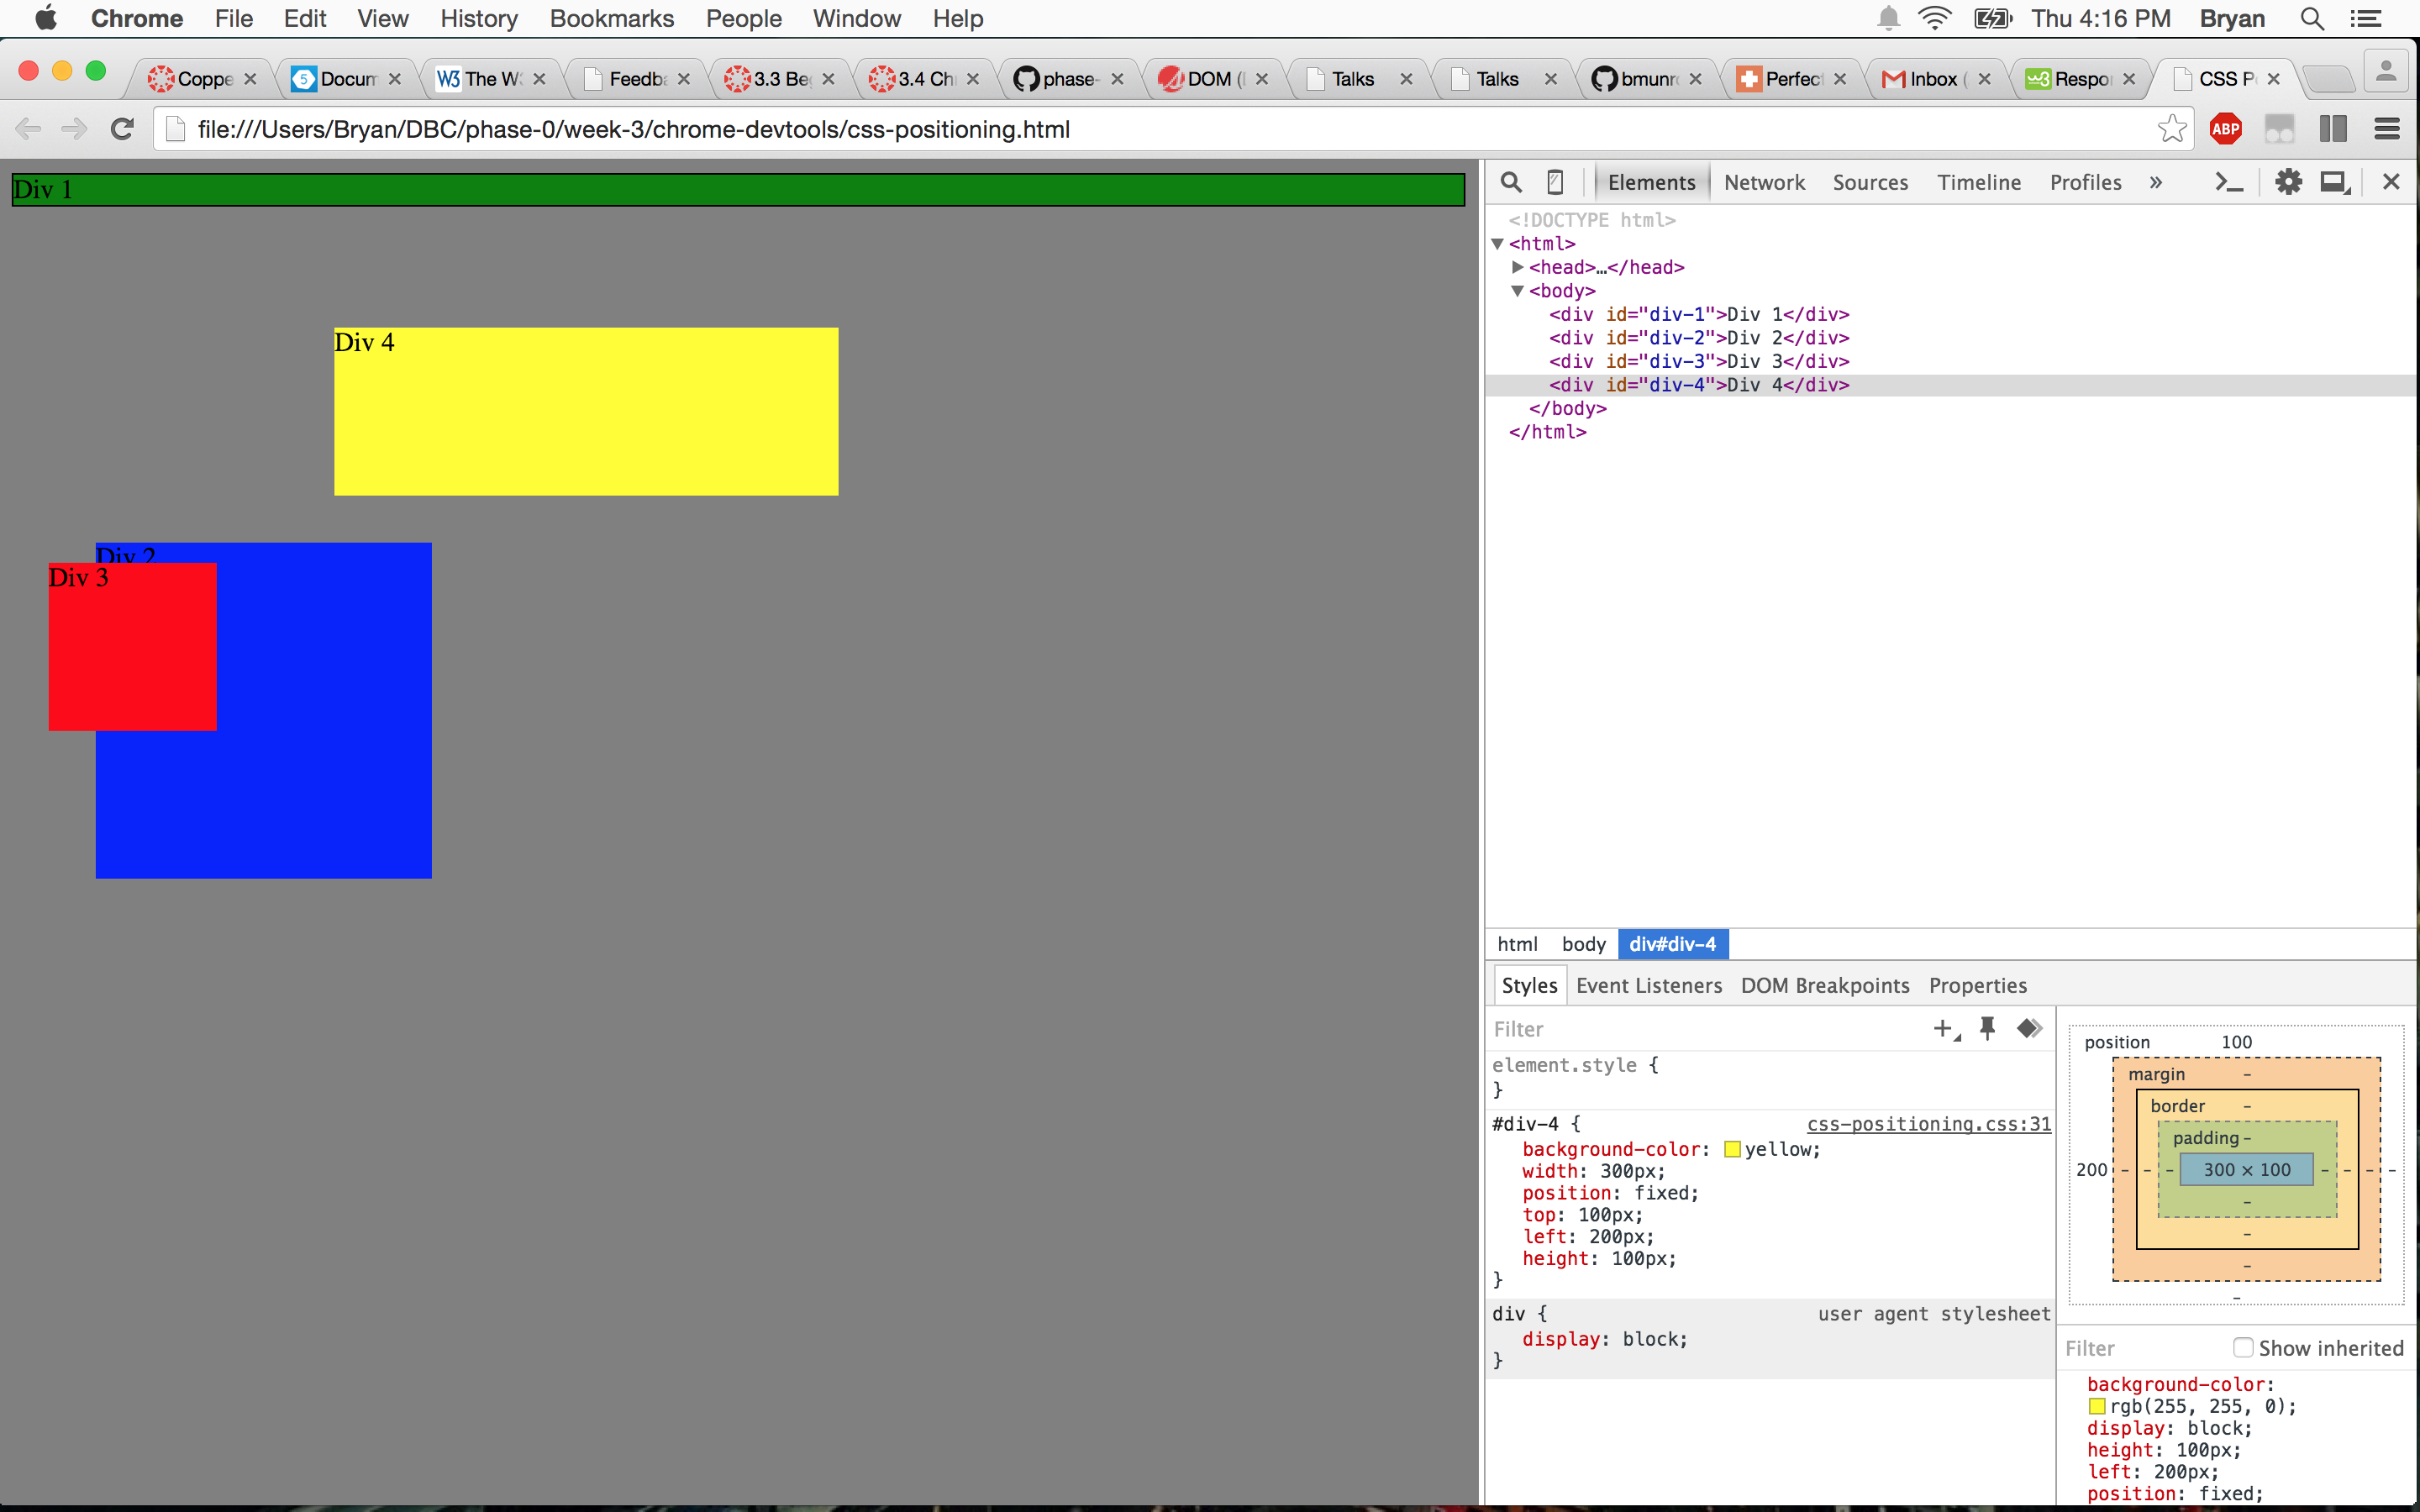 Chrome File Edit View History Bookmarks People Window Help Thu 4:16 PM Bryan
Coppe Docum The W Feedba 3.3 Be 3.4 Ch phase- DOM ( Talks Talks bmunr Perfec Inbox ( Respo CSS P
file:///Users/Bryan/DBC/phase-0/week-3/chrome-devtools/css-positioning.html ABP
Div 1
Div 4
Div 2
Div 3
Elements Network Sources Timeline Profiles »
<!DOCTYPE html>
<html>
<head>…</head>
<body>
<div id="div-1">Div 1</div>
<div id="div-2">Div 2</div>
<div id="div-3">Div 3</div>
<div id="div-4">Div 4</div>
</body>
</html>
html body div#div-4
Styles Event Listeners DOM Breakpoints Properties
Filter
element.style {
}
#div-4 { css-positioning.css:31
background-color: yellow;
width: 300px;
position: fixed;
top: 100px;
left: 200px;
height: 100px;
}
div { user agent stylesheet
display: block;
}
position 100
margin –
border –
padding –
200 – – – 300 × 100 – – – –
–
–
–
–
Filter Show inherited
background-color:
rgb(255, 255, 0);
display: block;
height: 100px;
left: 200px;
position: fixed;